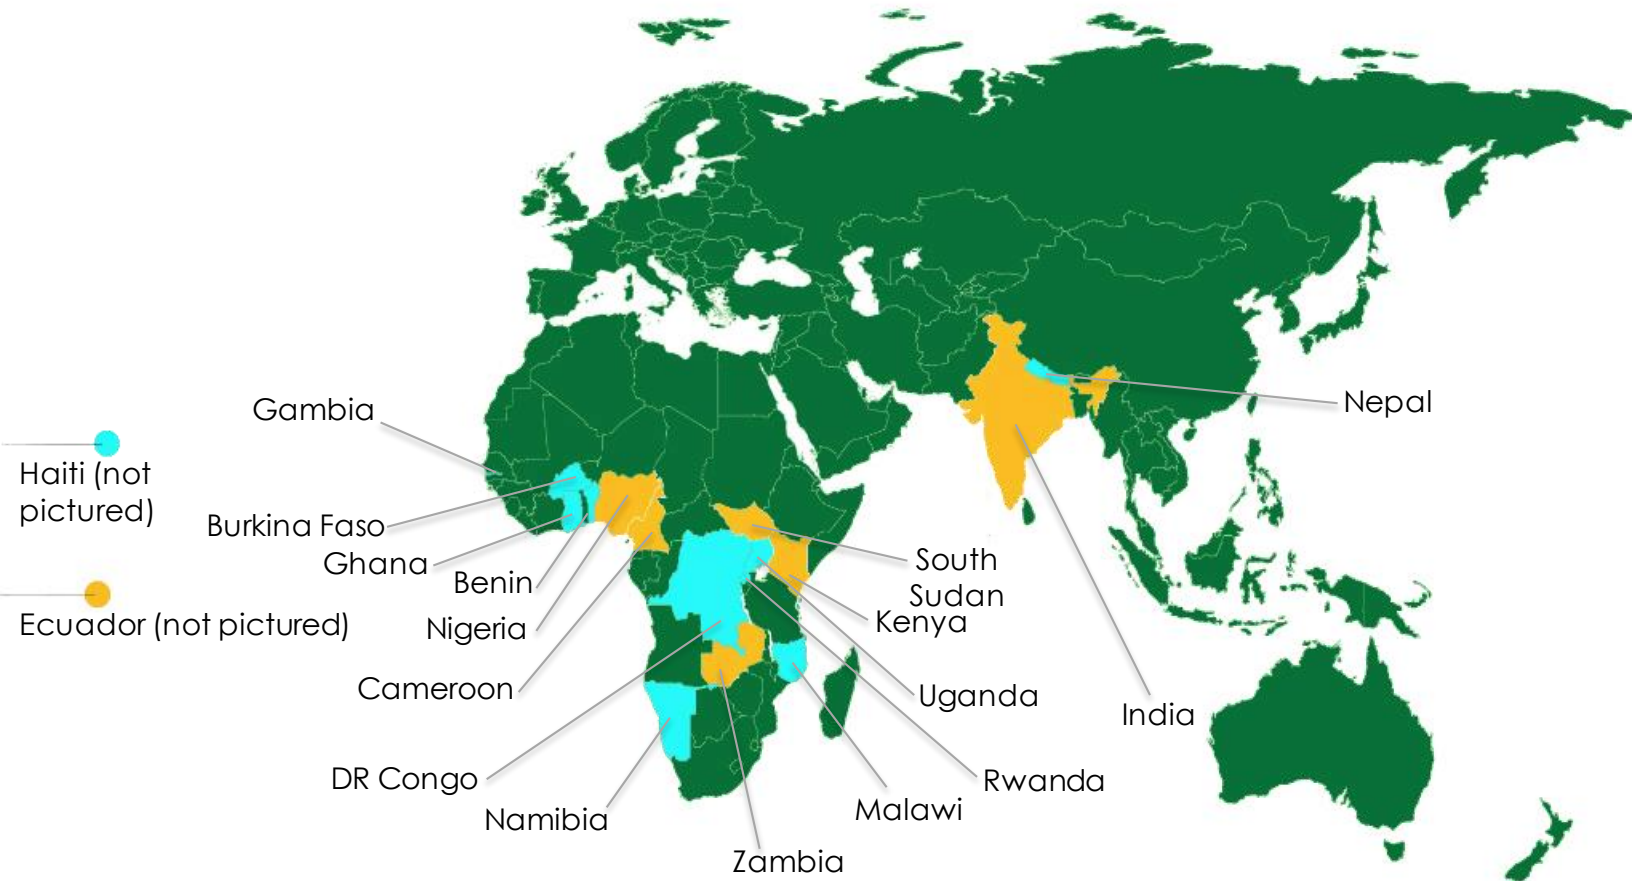 Gambia
Haiti (not
pictured)
Burkina Faso
Ghana
Benin
Nigeria
Cameroon
Ecuador (not pictured)
DR Congo
Namibia
Zambia
Malawi
Rwanda
Uganda
Kenya
South
Sudan
India
Nepal